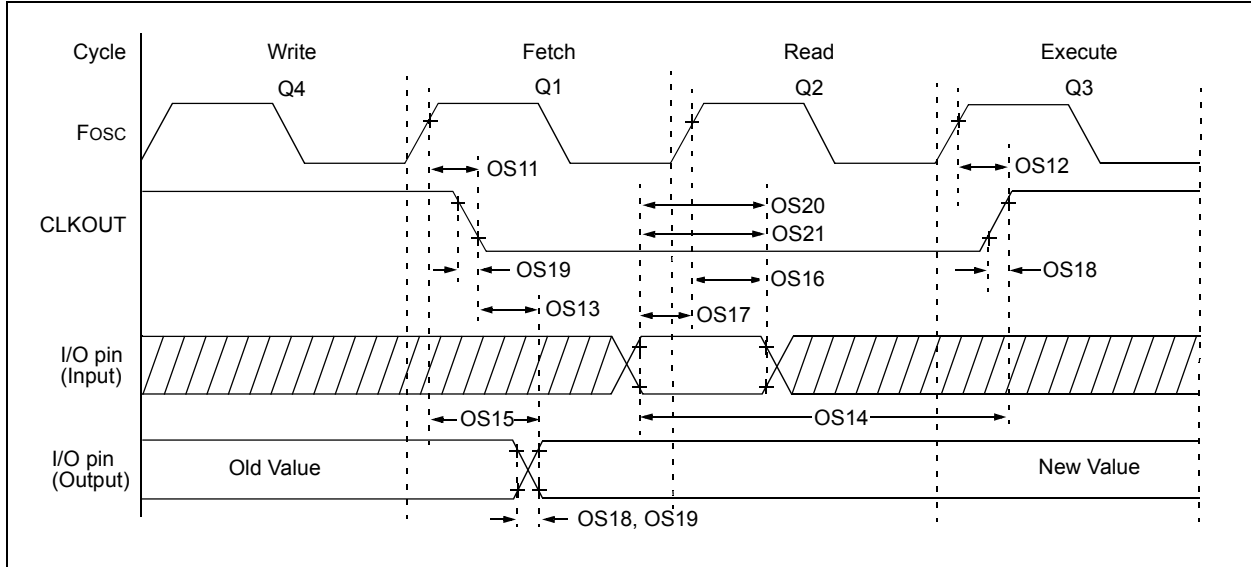 Cycle Write Fetch Read Execute
Q4 Q1 Q2 Q3
FOSC
OS11 OS12
CLKOUT
OS20
OS21
OS19 OS16 OS18
OS13 OS17
I/O pin
(Input)
OS15 OS14
I/O pin
(Output)
Old Value New Value
OS18, OS19